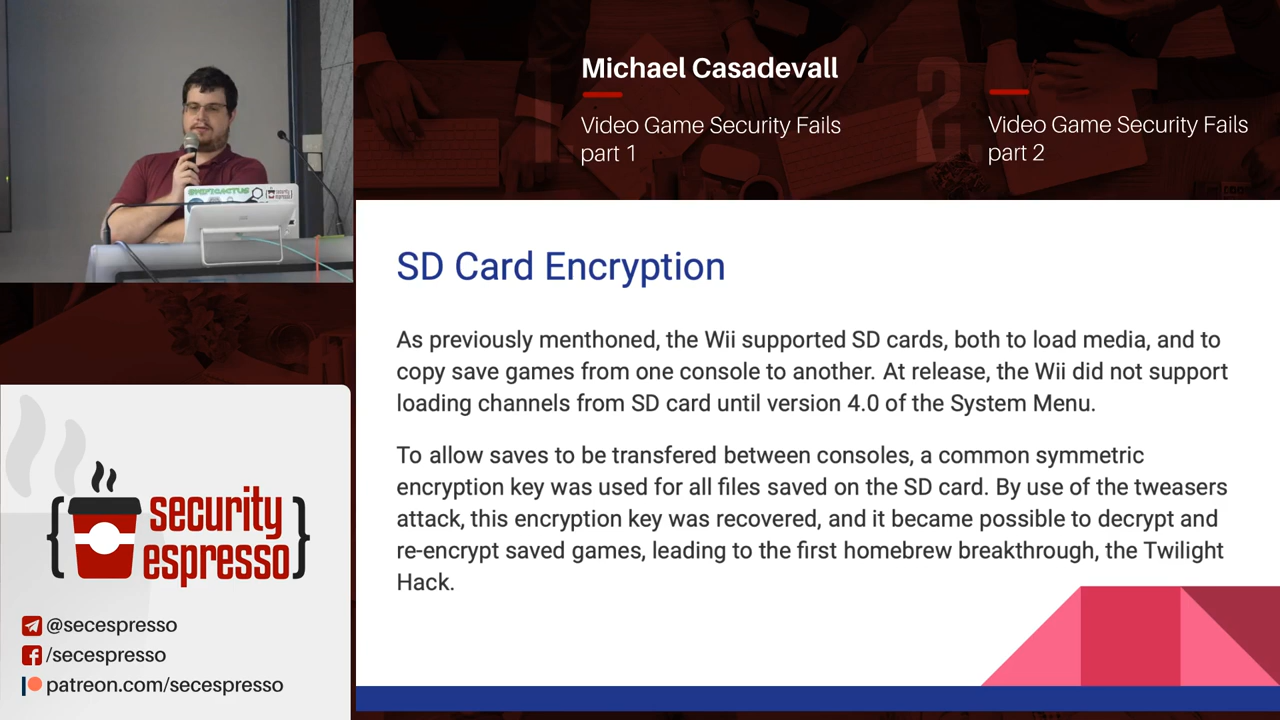 Michael Casadevall
Video Game Security Fails
part 1
Video Game Security Fails
part 2
SD Card Encryption
As previously menthoned, the Wii supported SD cards, both to load media, and to
copy save games from one console to another. At release, the Wii did not support
loading channels from SD card until version 4.0 of the System Menu.
To allow saves to be transfered between consoles, a common symmetric
encryption key was used for all files saved on the SD card. By use of the tweasers
attack, this encryption key was recovered, and it became possible to decrypt and
re-encrypt saved games, leading to the first homebrew breakthrough, the Twilight
Hack.
{security
espresso}
@secespresso
/secespresso
patreon.com/secespresso